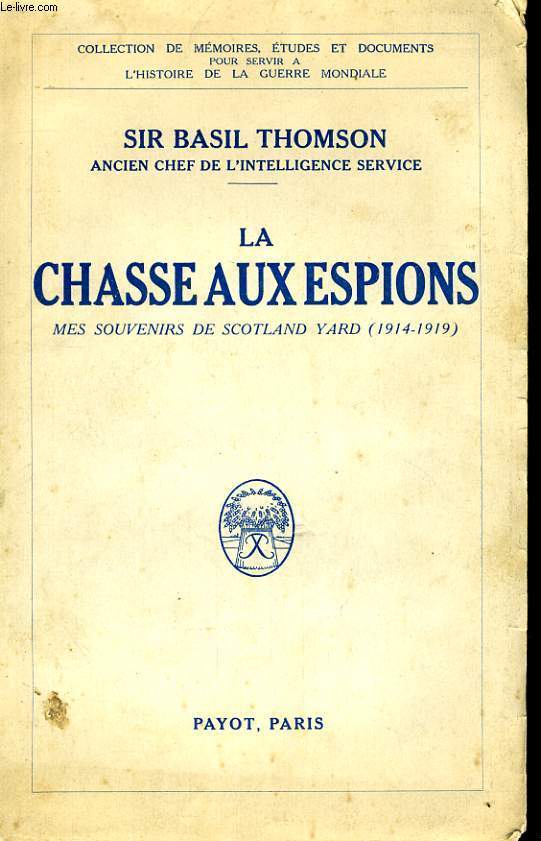 Le-livre.com
COLLECTION DE MÉMOIRES, ÉTUDES ET DOCUMENTS
POUR SERVIR A
L'HISTOIRE DE LA GUERRE MONDIALE
SIR BASIL THOMSON
ANCIEN CHEF DE L'INTELLIGENCE SERVICE
LA
CHASSE AUX ESPIONS
MES SOUVENIRS DE SCOTLAND YARD (1914-1919)
PAYOT, PARIS